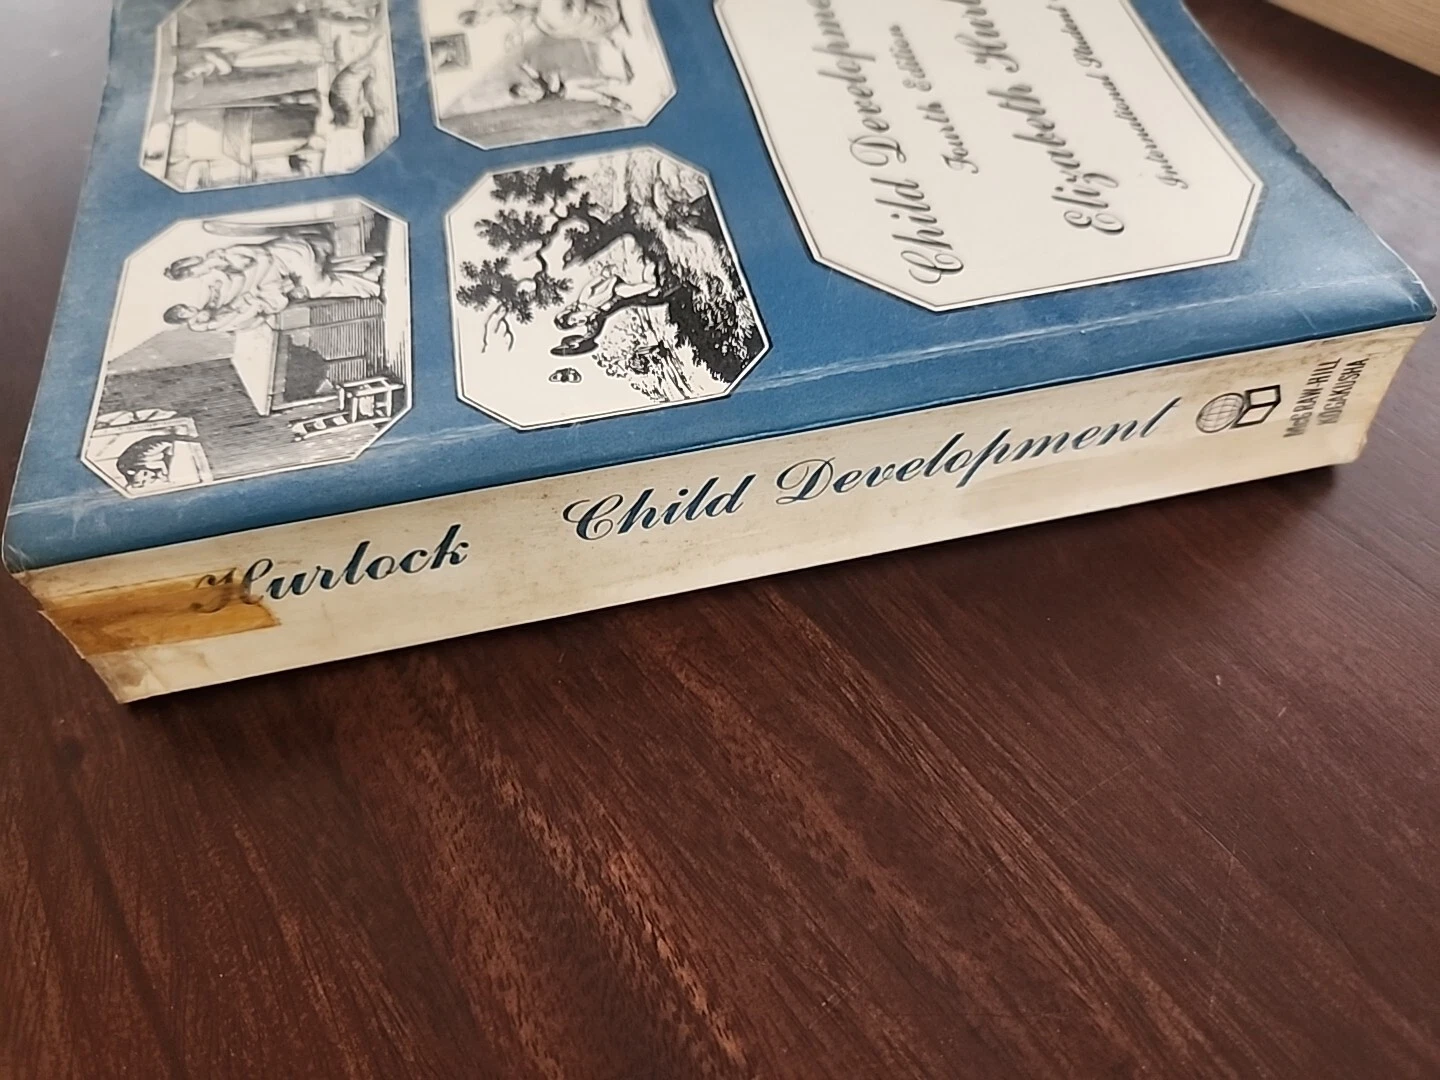 Child Developme
Fourth Edition
Elizabeth Hurl
International Student
Hurlock Child Development
McGRAW-HILL
KOGAKUSHA